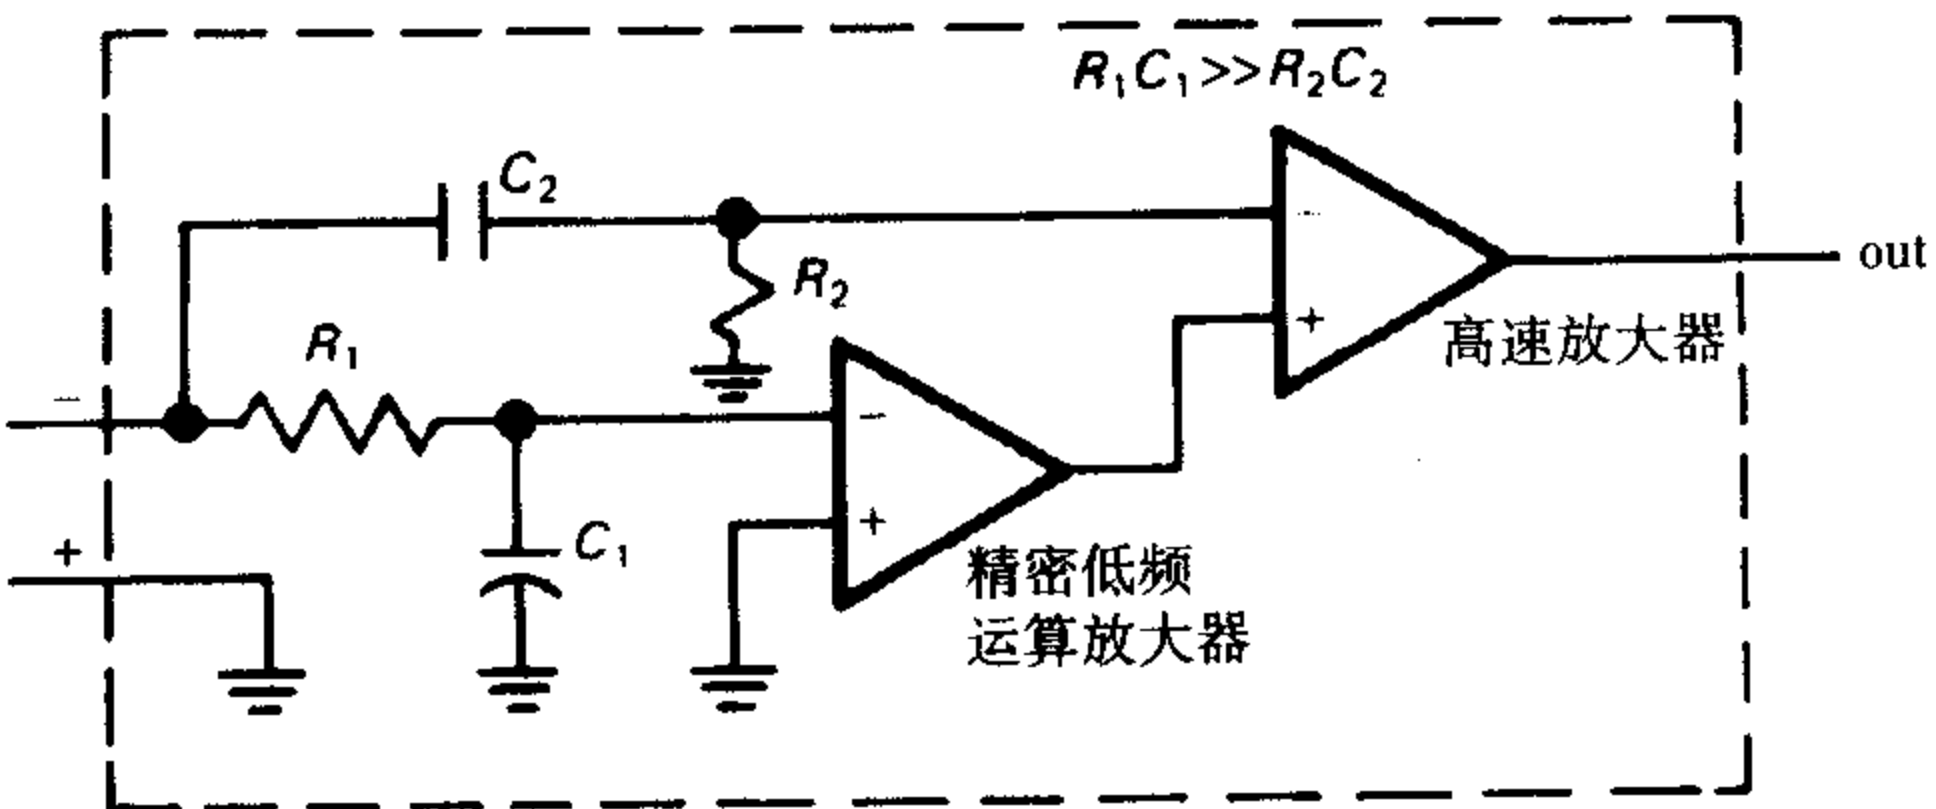 R₁C₁>>R₂C₂
C₂
−
out
R₂
+
高速放大器
R₁
−
−
+
+
C₁
精密低频
运算放大器